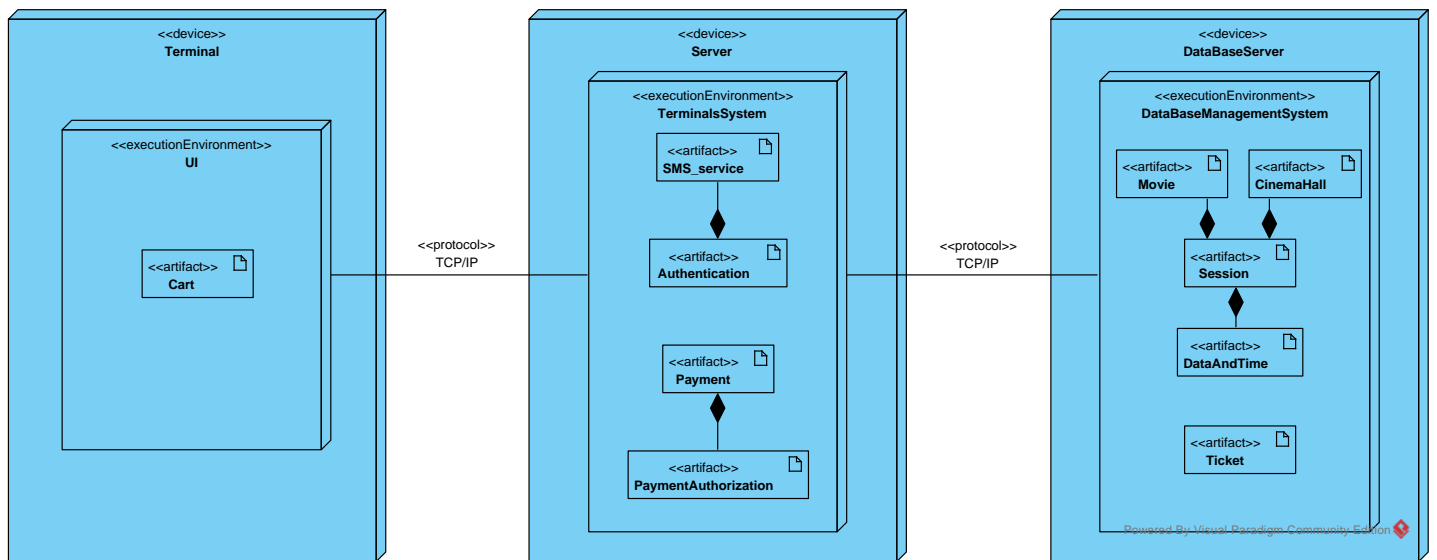 <<device>>
Terminal
<<executionEnvironment>>
UI
<<artifact>>
Cart
<<protocol>>
TCP/IP
<<device>>
Server
<<executionEnvironment>>
TerminalsSystem
<<artifact>>
SMS_service
<<artifact>>
Authentication
<<artifact>>
Payment
<<artifact>>
PaymentAuthorization
<<protocol>>
TCP/IP
<<device>>
DataBaseServer
<<executionEnvironment>>
DataBaseManagementSystem
<<artifact>>
Movie
<<artifact>>
CinemaHall
<<artifact>>
Session
<<artifact>>
DataAndTime
<<artifact>>
Ticket
Powered By Visual Paradigm Community Edition